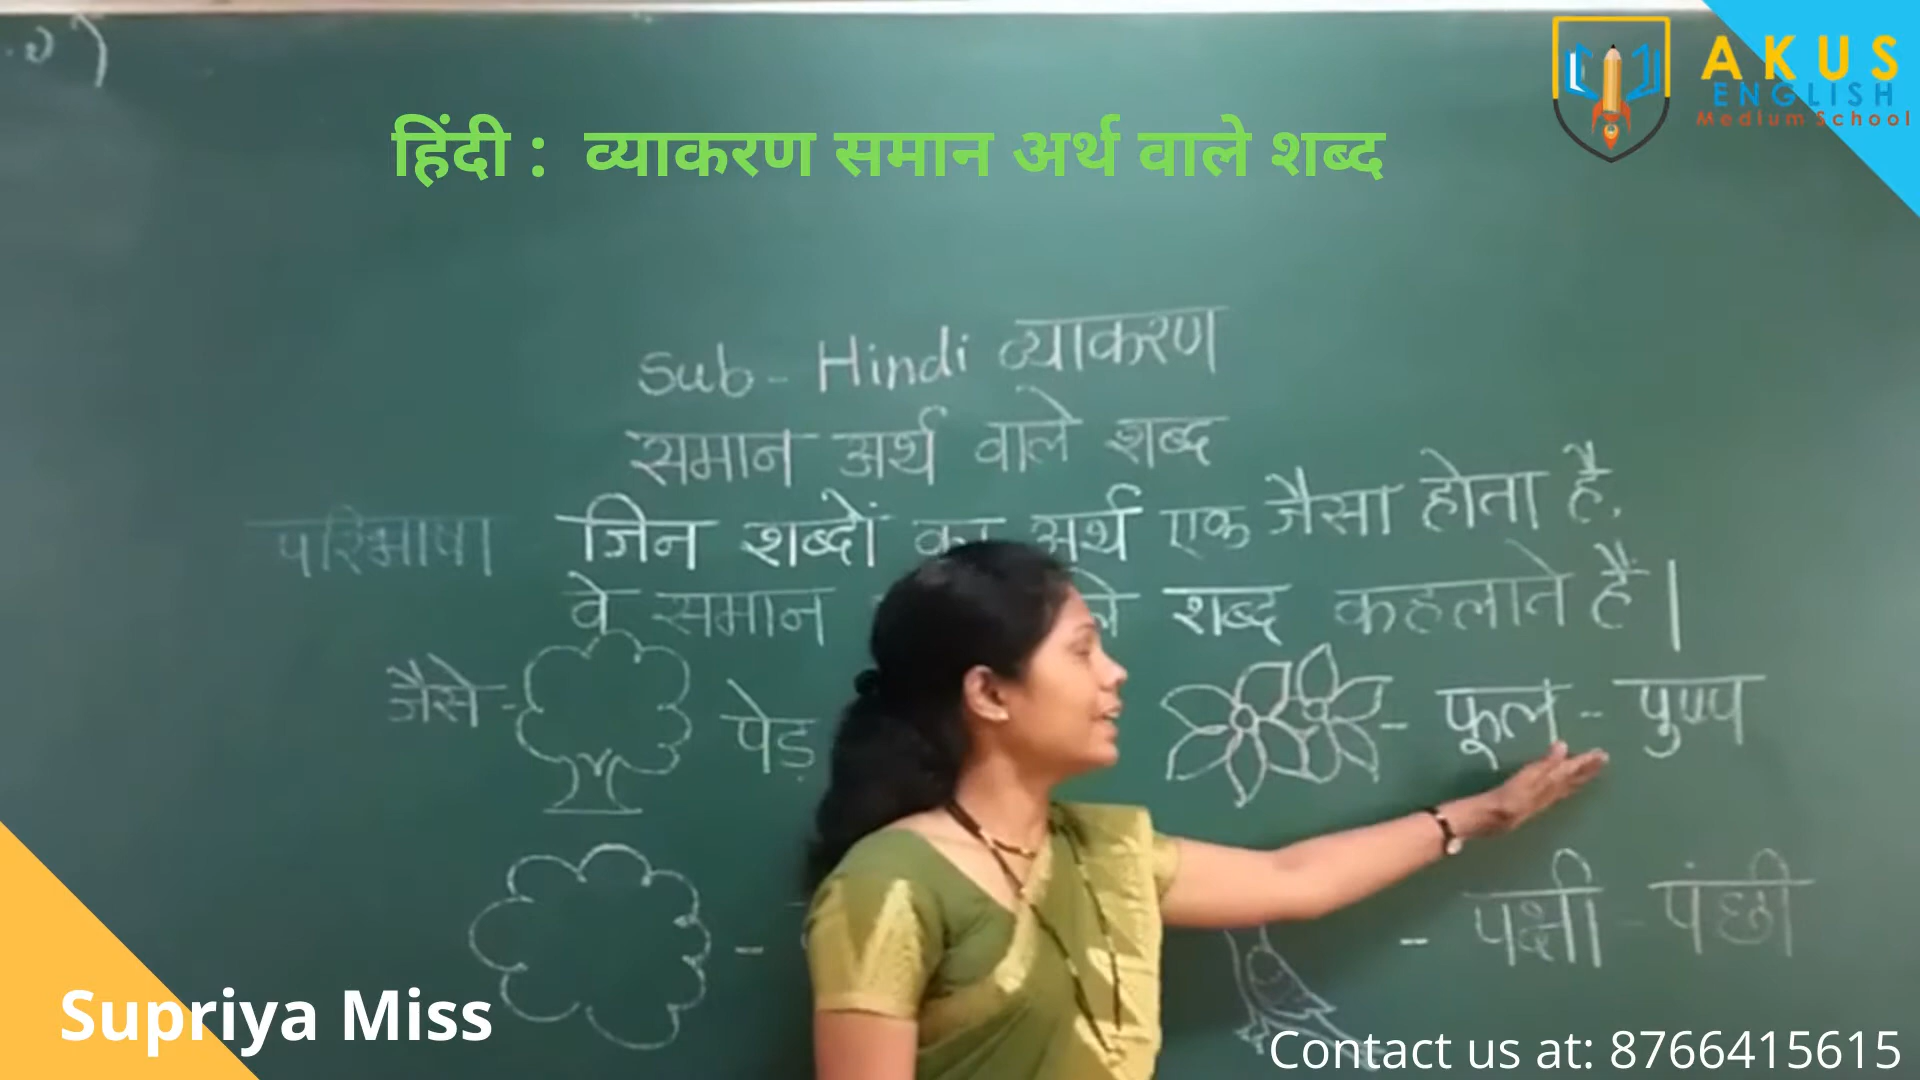 AKUS
ENGLISH
Medium School
हिंदी : व्याकरण समान अर्थ वाले शब्द
Sub - Hindi व्याकरण
समान अर्थ वाले शब्द
परिभाषा जिन शब्दों का अर्थ एक जैसा होता है.
वे समान शब्द कहलाते हैं|
जैसे - पेड़ - फूल - पुष्प
- - पक्षी - पंछी
Supriya Miss
Contact us at: 8766415615